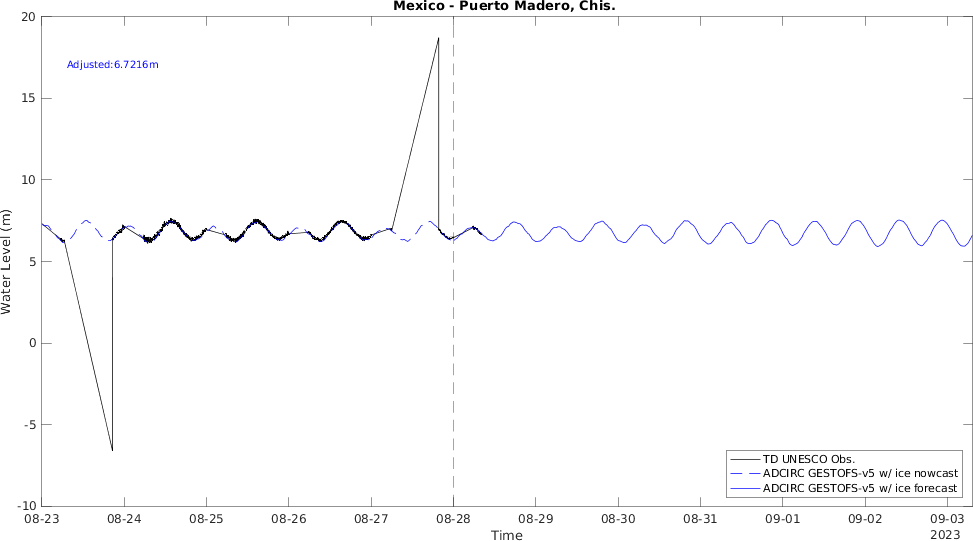 Mexico - Puerto Madero, Chis.
20
15
10
5
0
-5
-10
Water Level (m)
Adjusted:6.7216m
TD UNESCO Obs.
ADCIRC GESTOFS-v5 w/ ice nowcast
ADCIRC GESTOFS-v5 w/ ice forecast
08-23 08-24 08-25 08-26 08-27 08-28 08-29 08-30 08-31 09-01 09-02 09-03
2023
Time